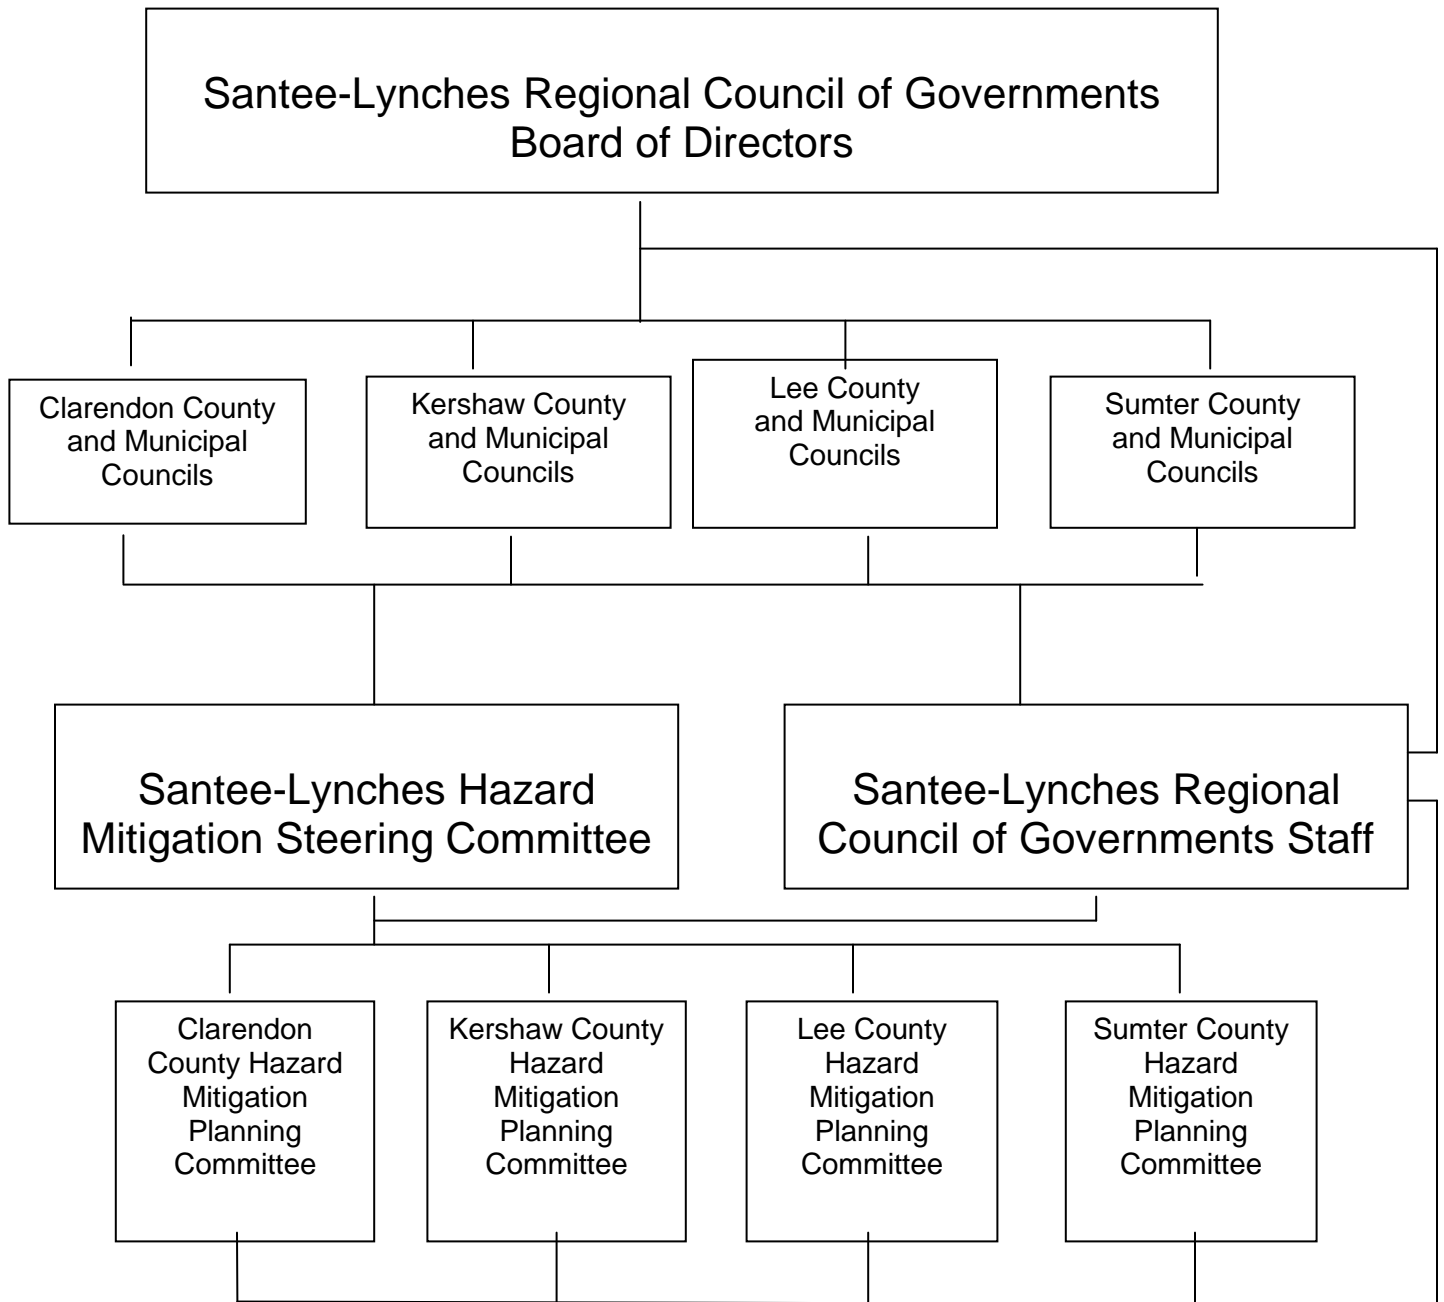 Santee-Lynches Regional Council of Governments
Board of Directors
Clarendon County
and Municipal
Councils
Kershaw County
and Municipal
Councils
Lee County
and Municipal
Councils
Sumter County
and Municipal
Councils
Santee-Lynches Hazard
Mitigation Steering Committee
Santee-Lynches Regional
Council of Governments Staff
Clarendon
County Hazard
Mitigation
Planning
Committee
Kershaw County
Hazard
Mitigation
Planning
Committee
Lee County
Hazard
Mitigation
Planning
Committee
Sumter County
Hazard
Mitigation
Planning
Committee